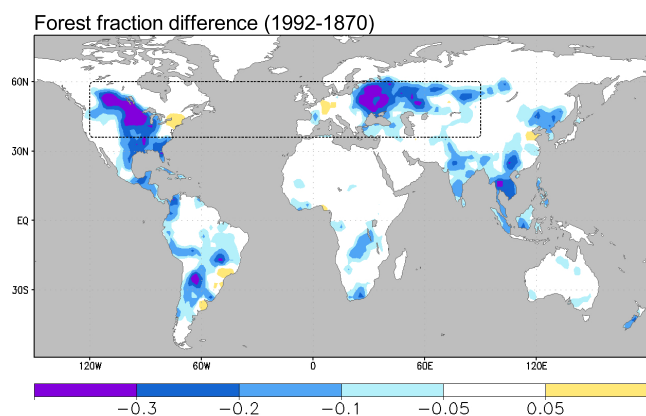 Forest fraction difference (1992-1870)
60N
30N
EQ
30S
120W 60W 0 60E 120E
-0.3 -0.2 -0.1 -0.05 0.05